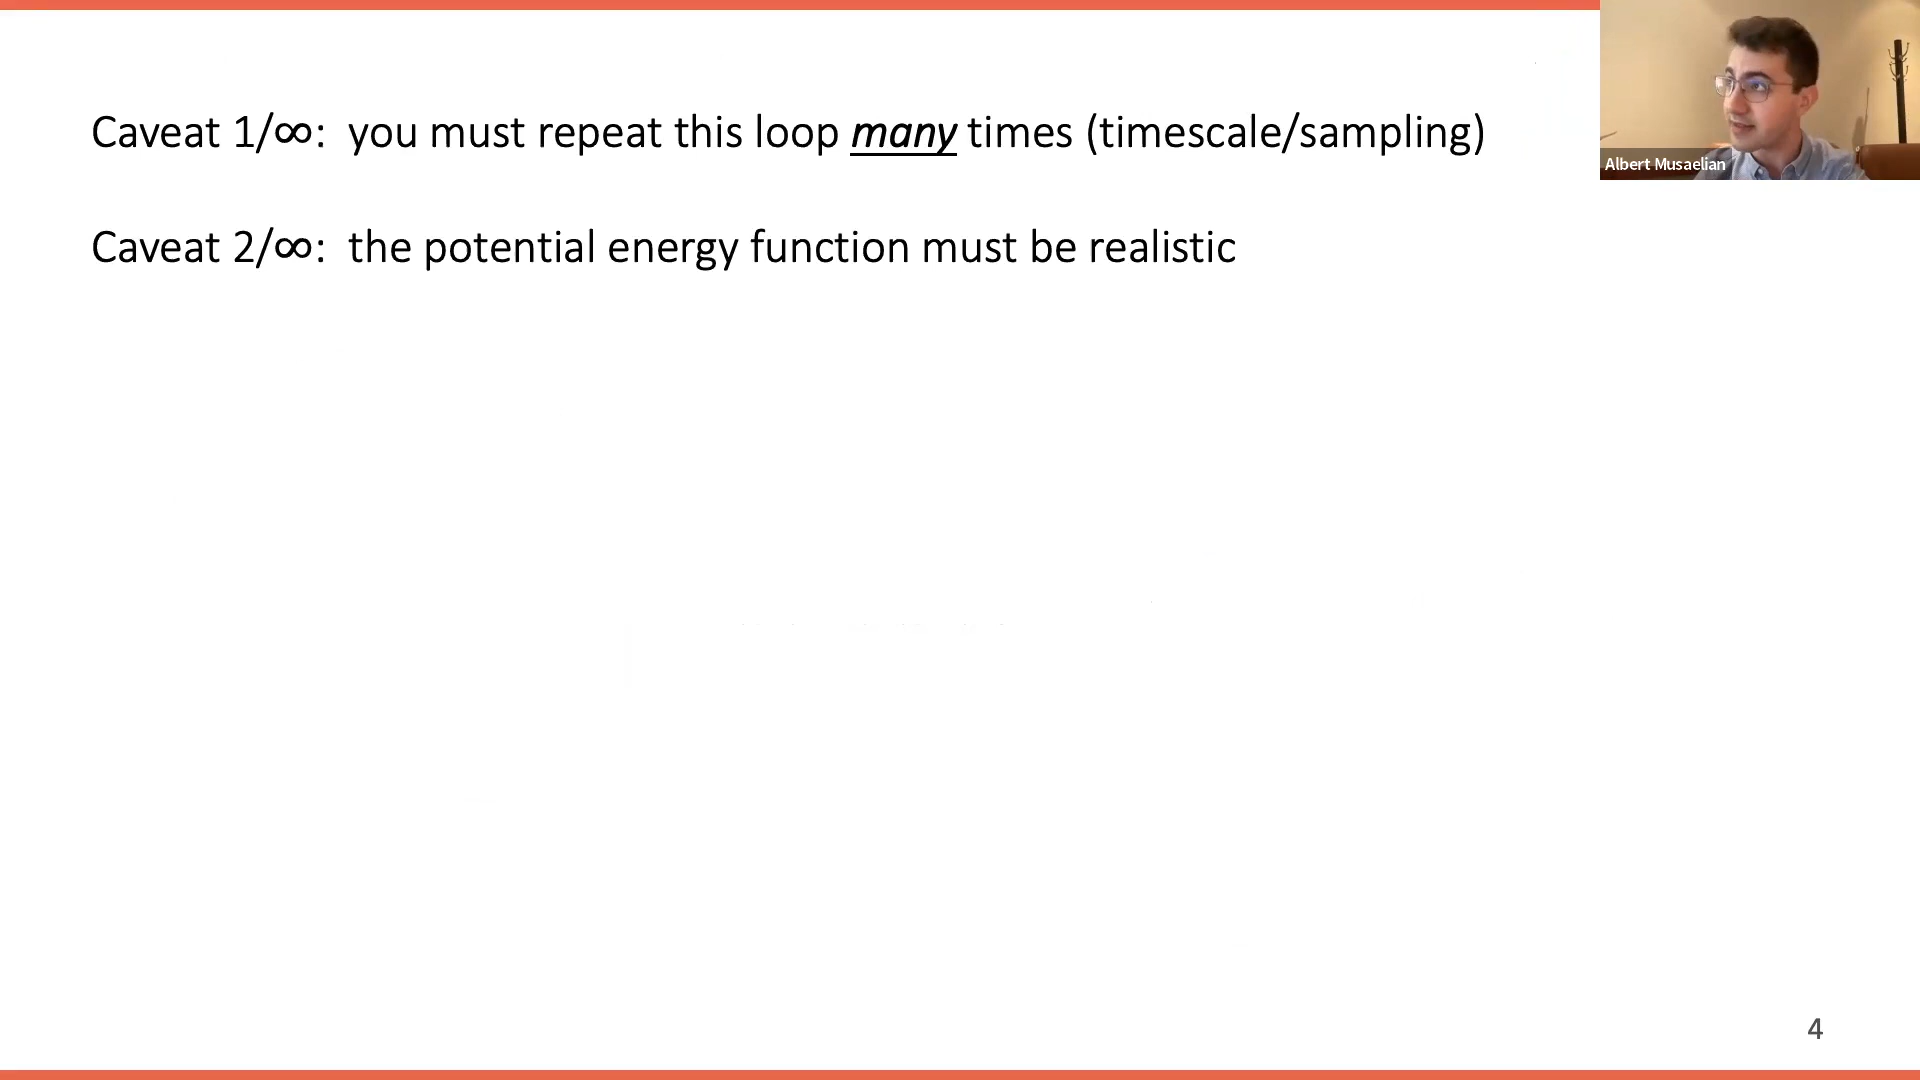 Caveat 1/∞: you must repeat this loop many times (timescale/sampling)
Albert Musaelian
Caveat 2/∞: the potential energy function must be realistic
4